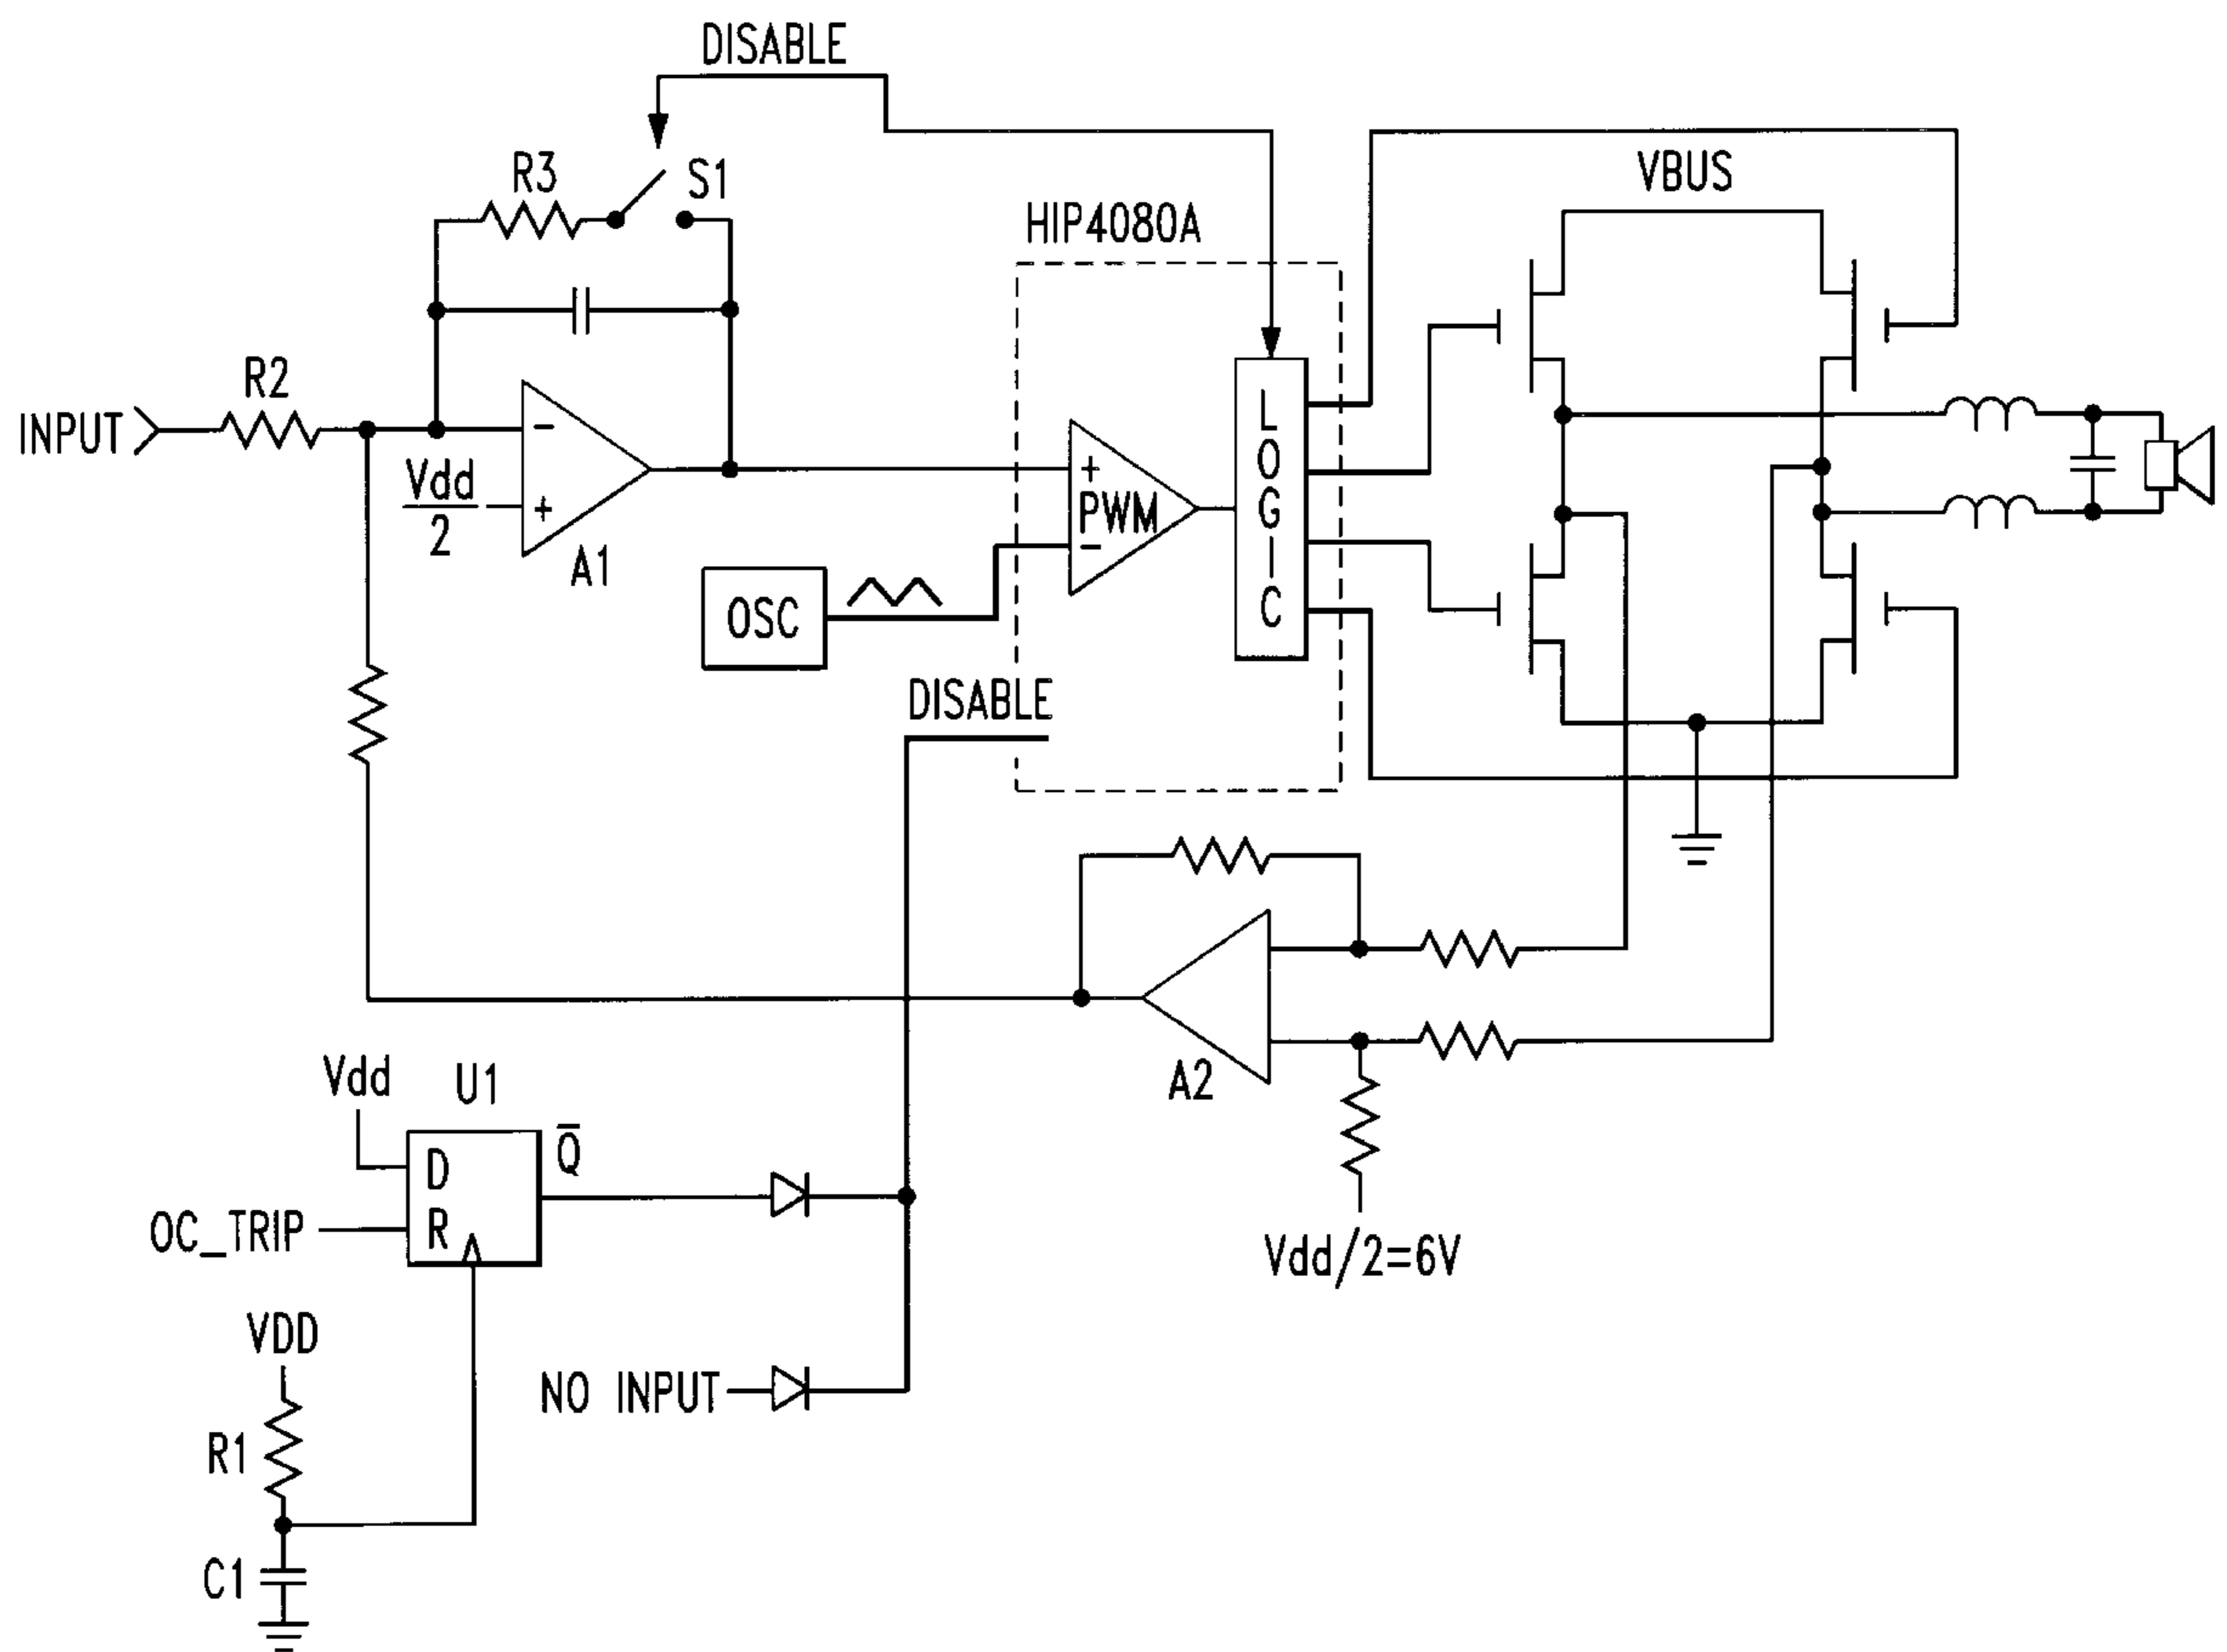 DISABLE
R3
S1
VBUS
HIP4080A
R2
INPUT
Vdd
2
-
+
A1
+
PWM
-
LOGIC
OSC
DISABLE
A2
Vdd/2=6V
Vdd
U1
D
R
Q̅
OC_TRIP
VDD
NO INPUT
R1
C1